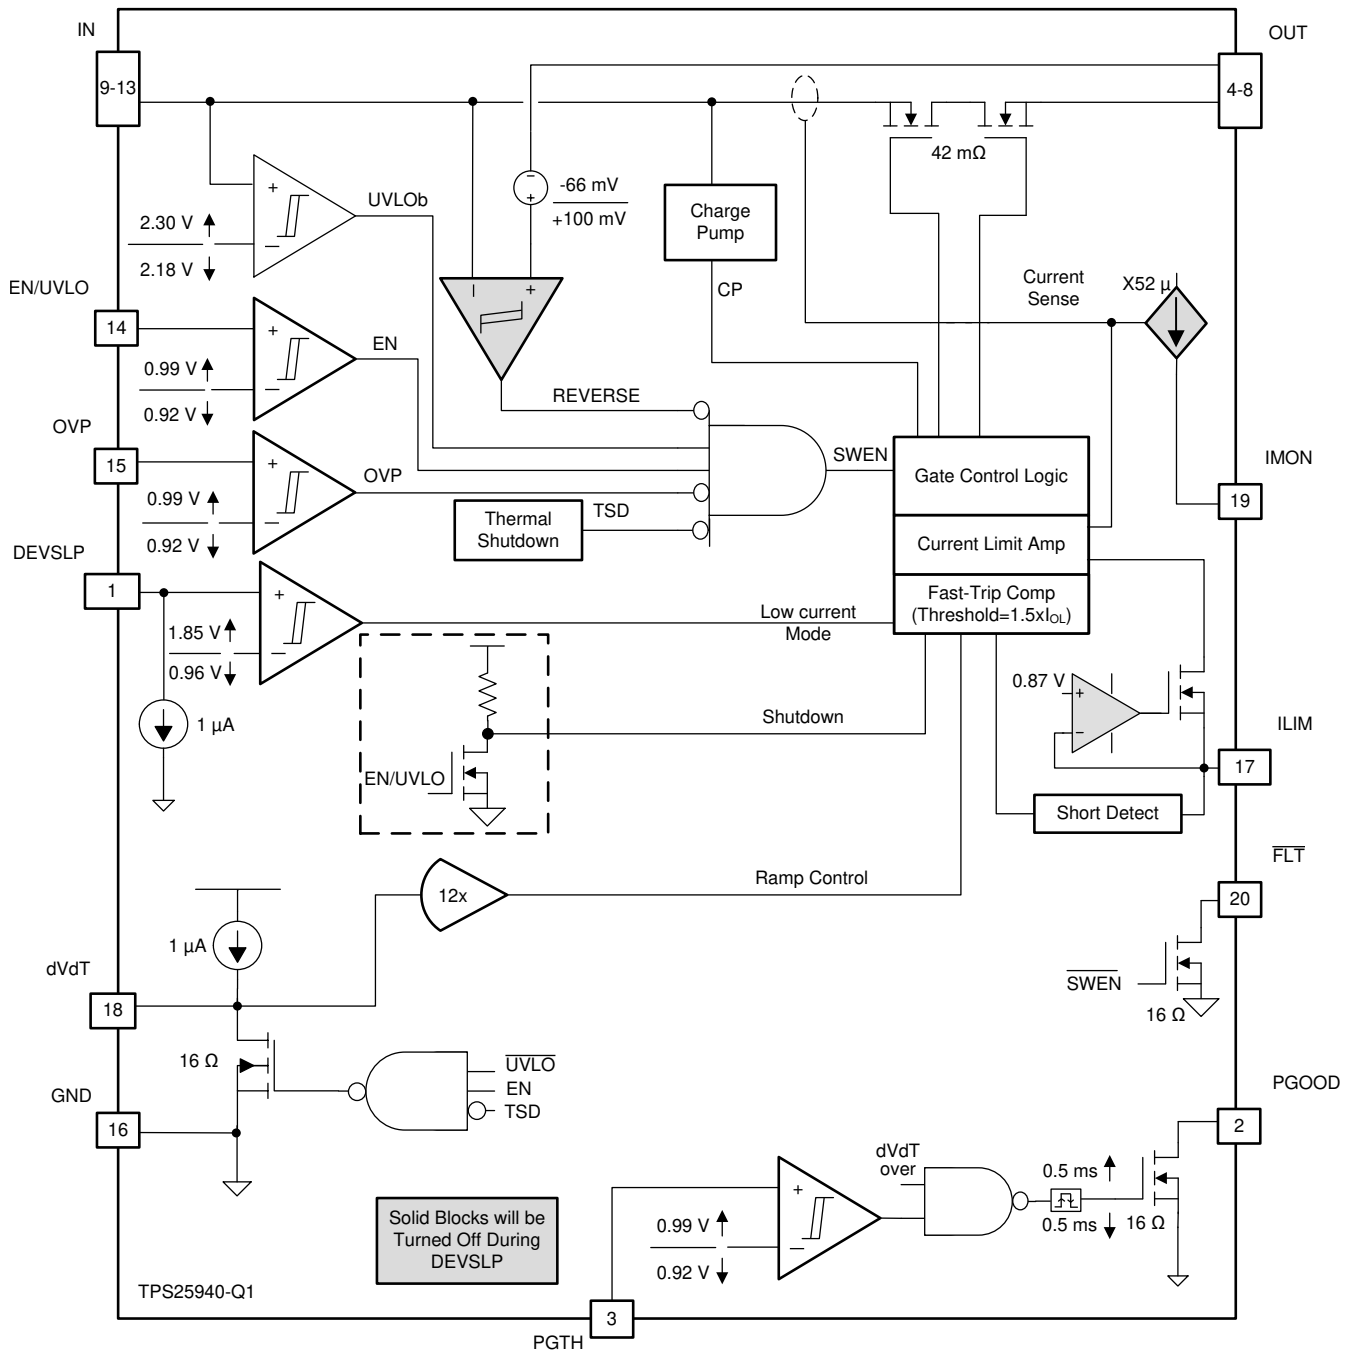 IN
OUT
9-13
4-8
42 mΩ
-66 mV
+100 mV
Charge
Pump
UVLOb
2.30 V
2.18 V
+
−
−
+
CP
Current
Sense
X52 µ
EN/UVLO
14
+
−
EN
0.99 V
0.92 V
−
+
REVERSE
OVP
15
+
−
OVP
0.99 V
0.92 V
SWEN
Gate Control Logic
IMON
19
Thermal
Shutdown
TSD
Current Limit Amp
DEVSLP
1
+
−
1.85 V
0.96 V
Fast-Trip Comp
(Threshold=1.5xIOL)
Low current
Mode
1 µA
Shutdown
EN/UVLO
0.87 V
+
−
ILIM
17
Short Detect
FLT
20
12x
Ramp Control
1 µA
dVdT
18
SWEN
16 Ω
16 Ω
UVLO
EN
TSD
GND
16
PGOOD
2
dVdT
over
0.5 ms
0.5 ms
16 Ω
+
−
0.99 V
0.92 V
Solid Blocks will be
Turned Off During
DEVSLP
TPS25940-Q1
3
PGTH